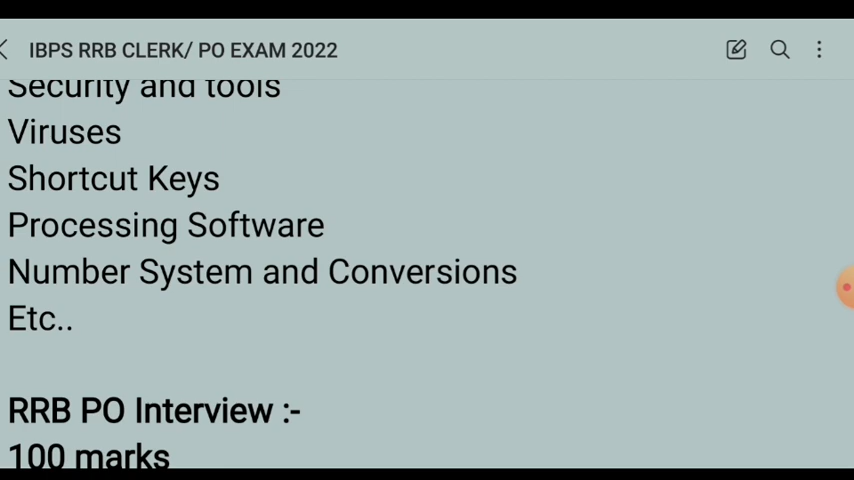 IBPS RRB CLERK/ PO EXAM 2022
Security and tools
Viruses
Shortcut Keys
Processing Software
Number System and Conversions
Etc..
RRB PO Interview :-
100 marks